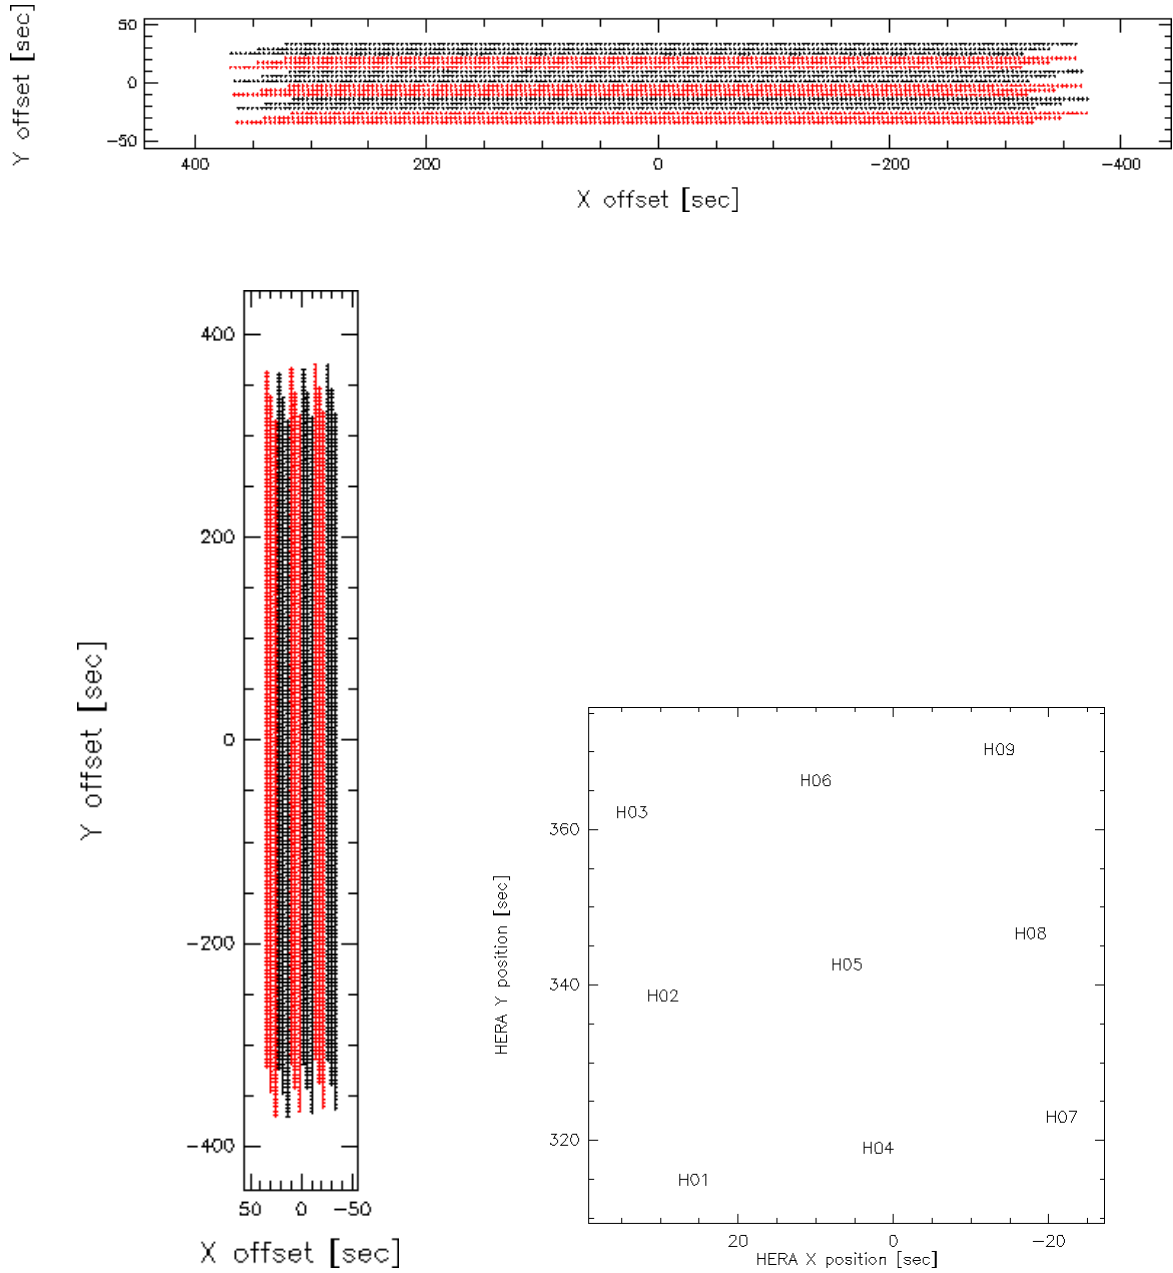 Y offset [sec]
50
0
−50
400 200 0 −200 −400
X offset [sec]
Y offset [sec]
400
200
0
−200
−400
50 0 −50
X offset [sec]
HERA Y position [sec]
360
340
320
H09
H06
H03
H08
H05
H02
H07
H04
H01
20 0 −20
HERA X position [sec]